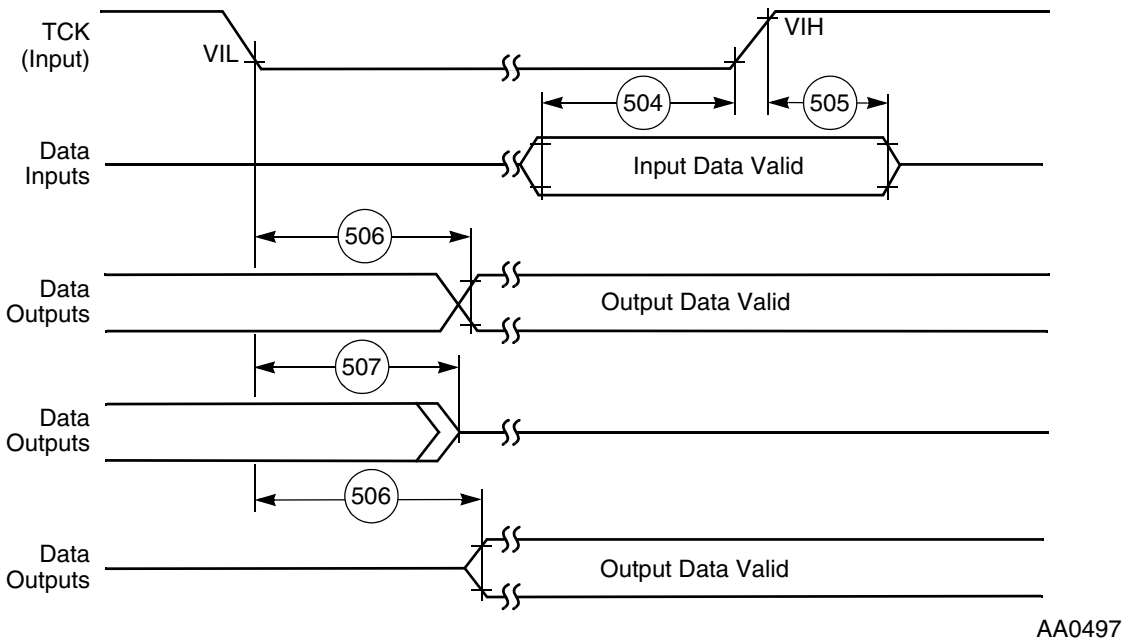 TCK
(Input)
VIL
VIH
504
505
Data
Inputs
Input Data Valid
506
Data
Outputs
Output Data Valid
507
Data
Outputs
506
Data
Outputs
Output Data Valid
AA0497